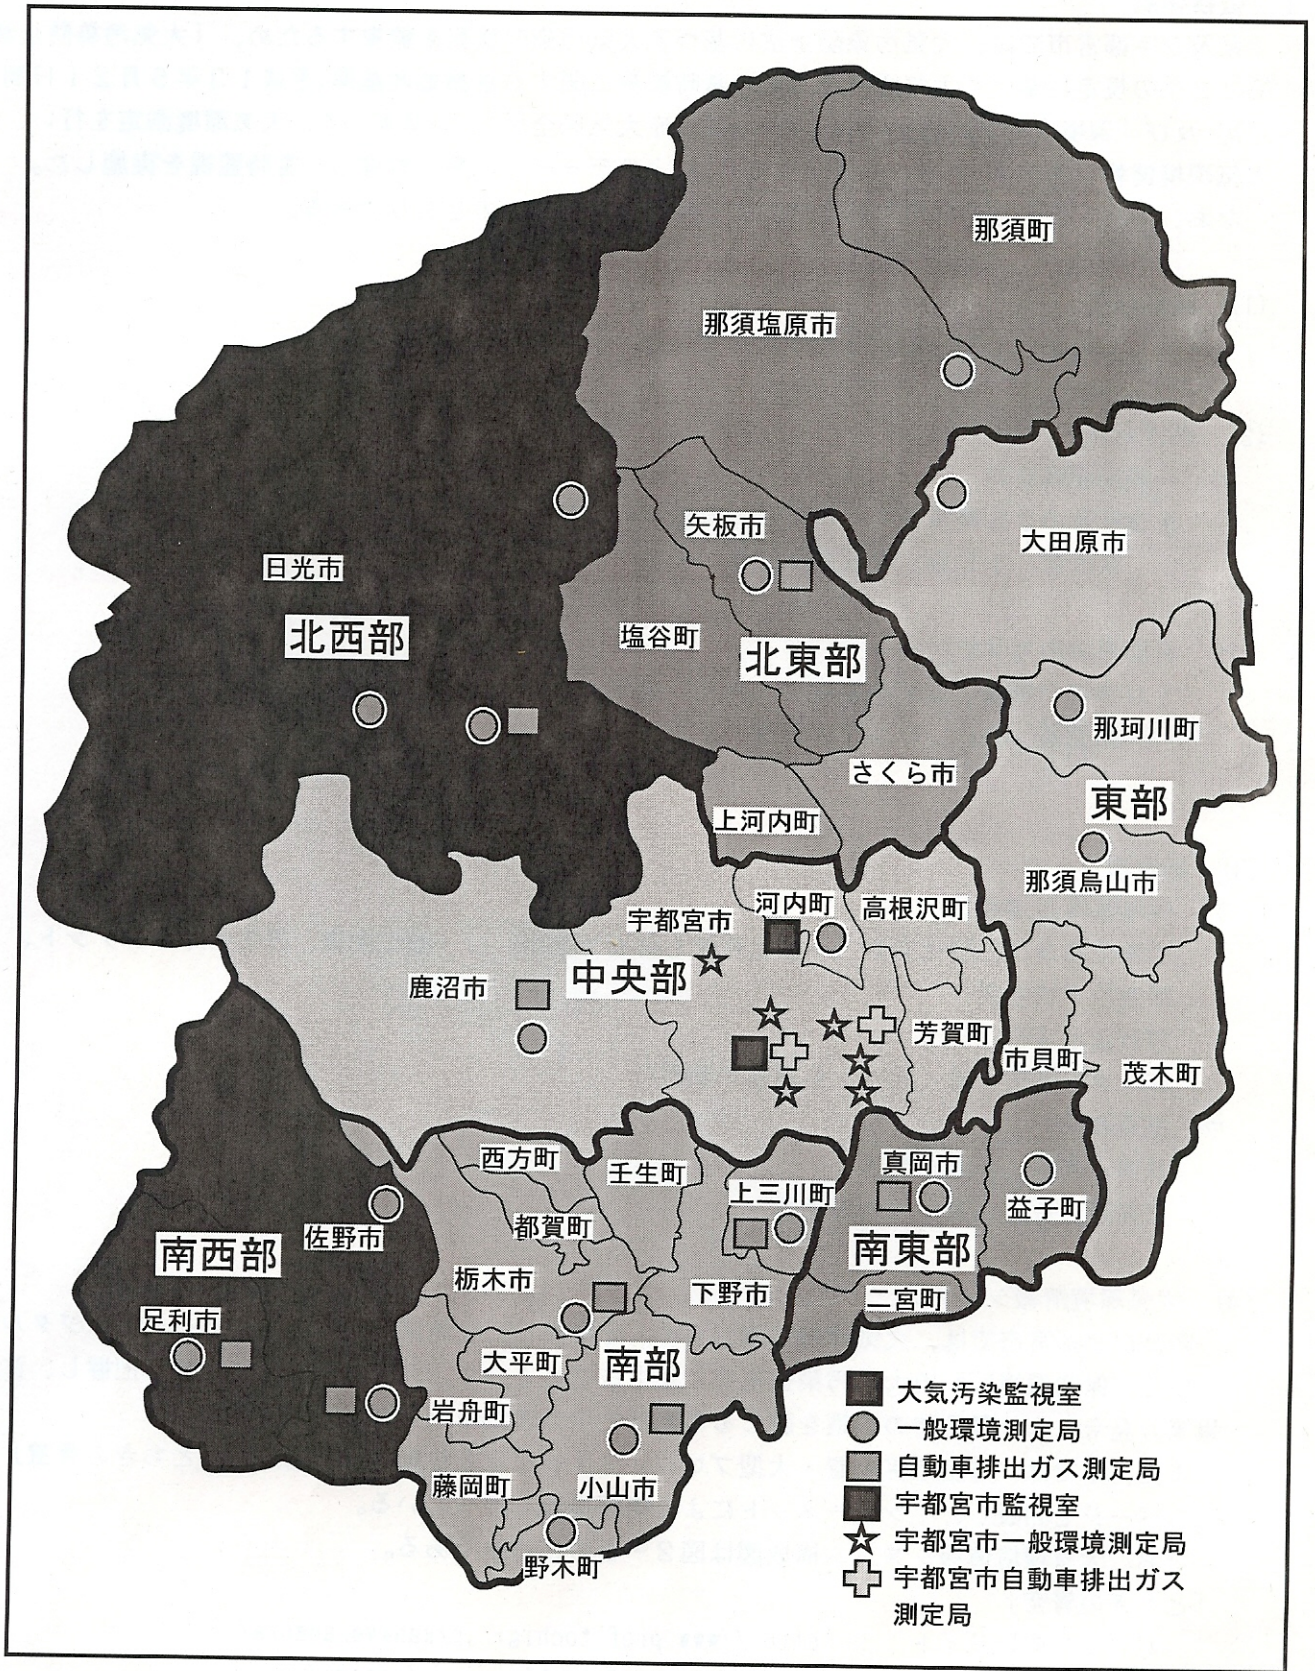 那須町
那須塩原市
矢板市
大田原市
日光市
北西部
塩谷町
北東部
那珂川町
さくら市
東部
上河内町
那須烏山市
河内町
高根沢町
宇都宮市
中央部
鹿沼市
芳賀町
市貝町
茂木町
西方町
壬生町
真岡市
上三川町
益子町
都賀町
佐野市
南西部
南東部
栃木市
下野市
二宮町
足利市
大平町
南部
岩舟町
藤岡町
小山市
野木町
大気汚染監視室
一般環境測定局
自動車排出ガス測定局
宇都宮市監視室
宇都宮市一般環境測定局
宇都宮市自動車排出ガス
測定局